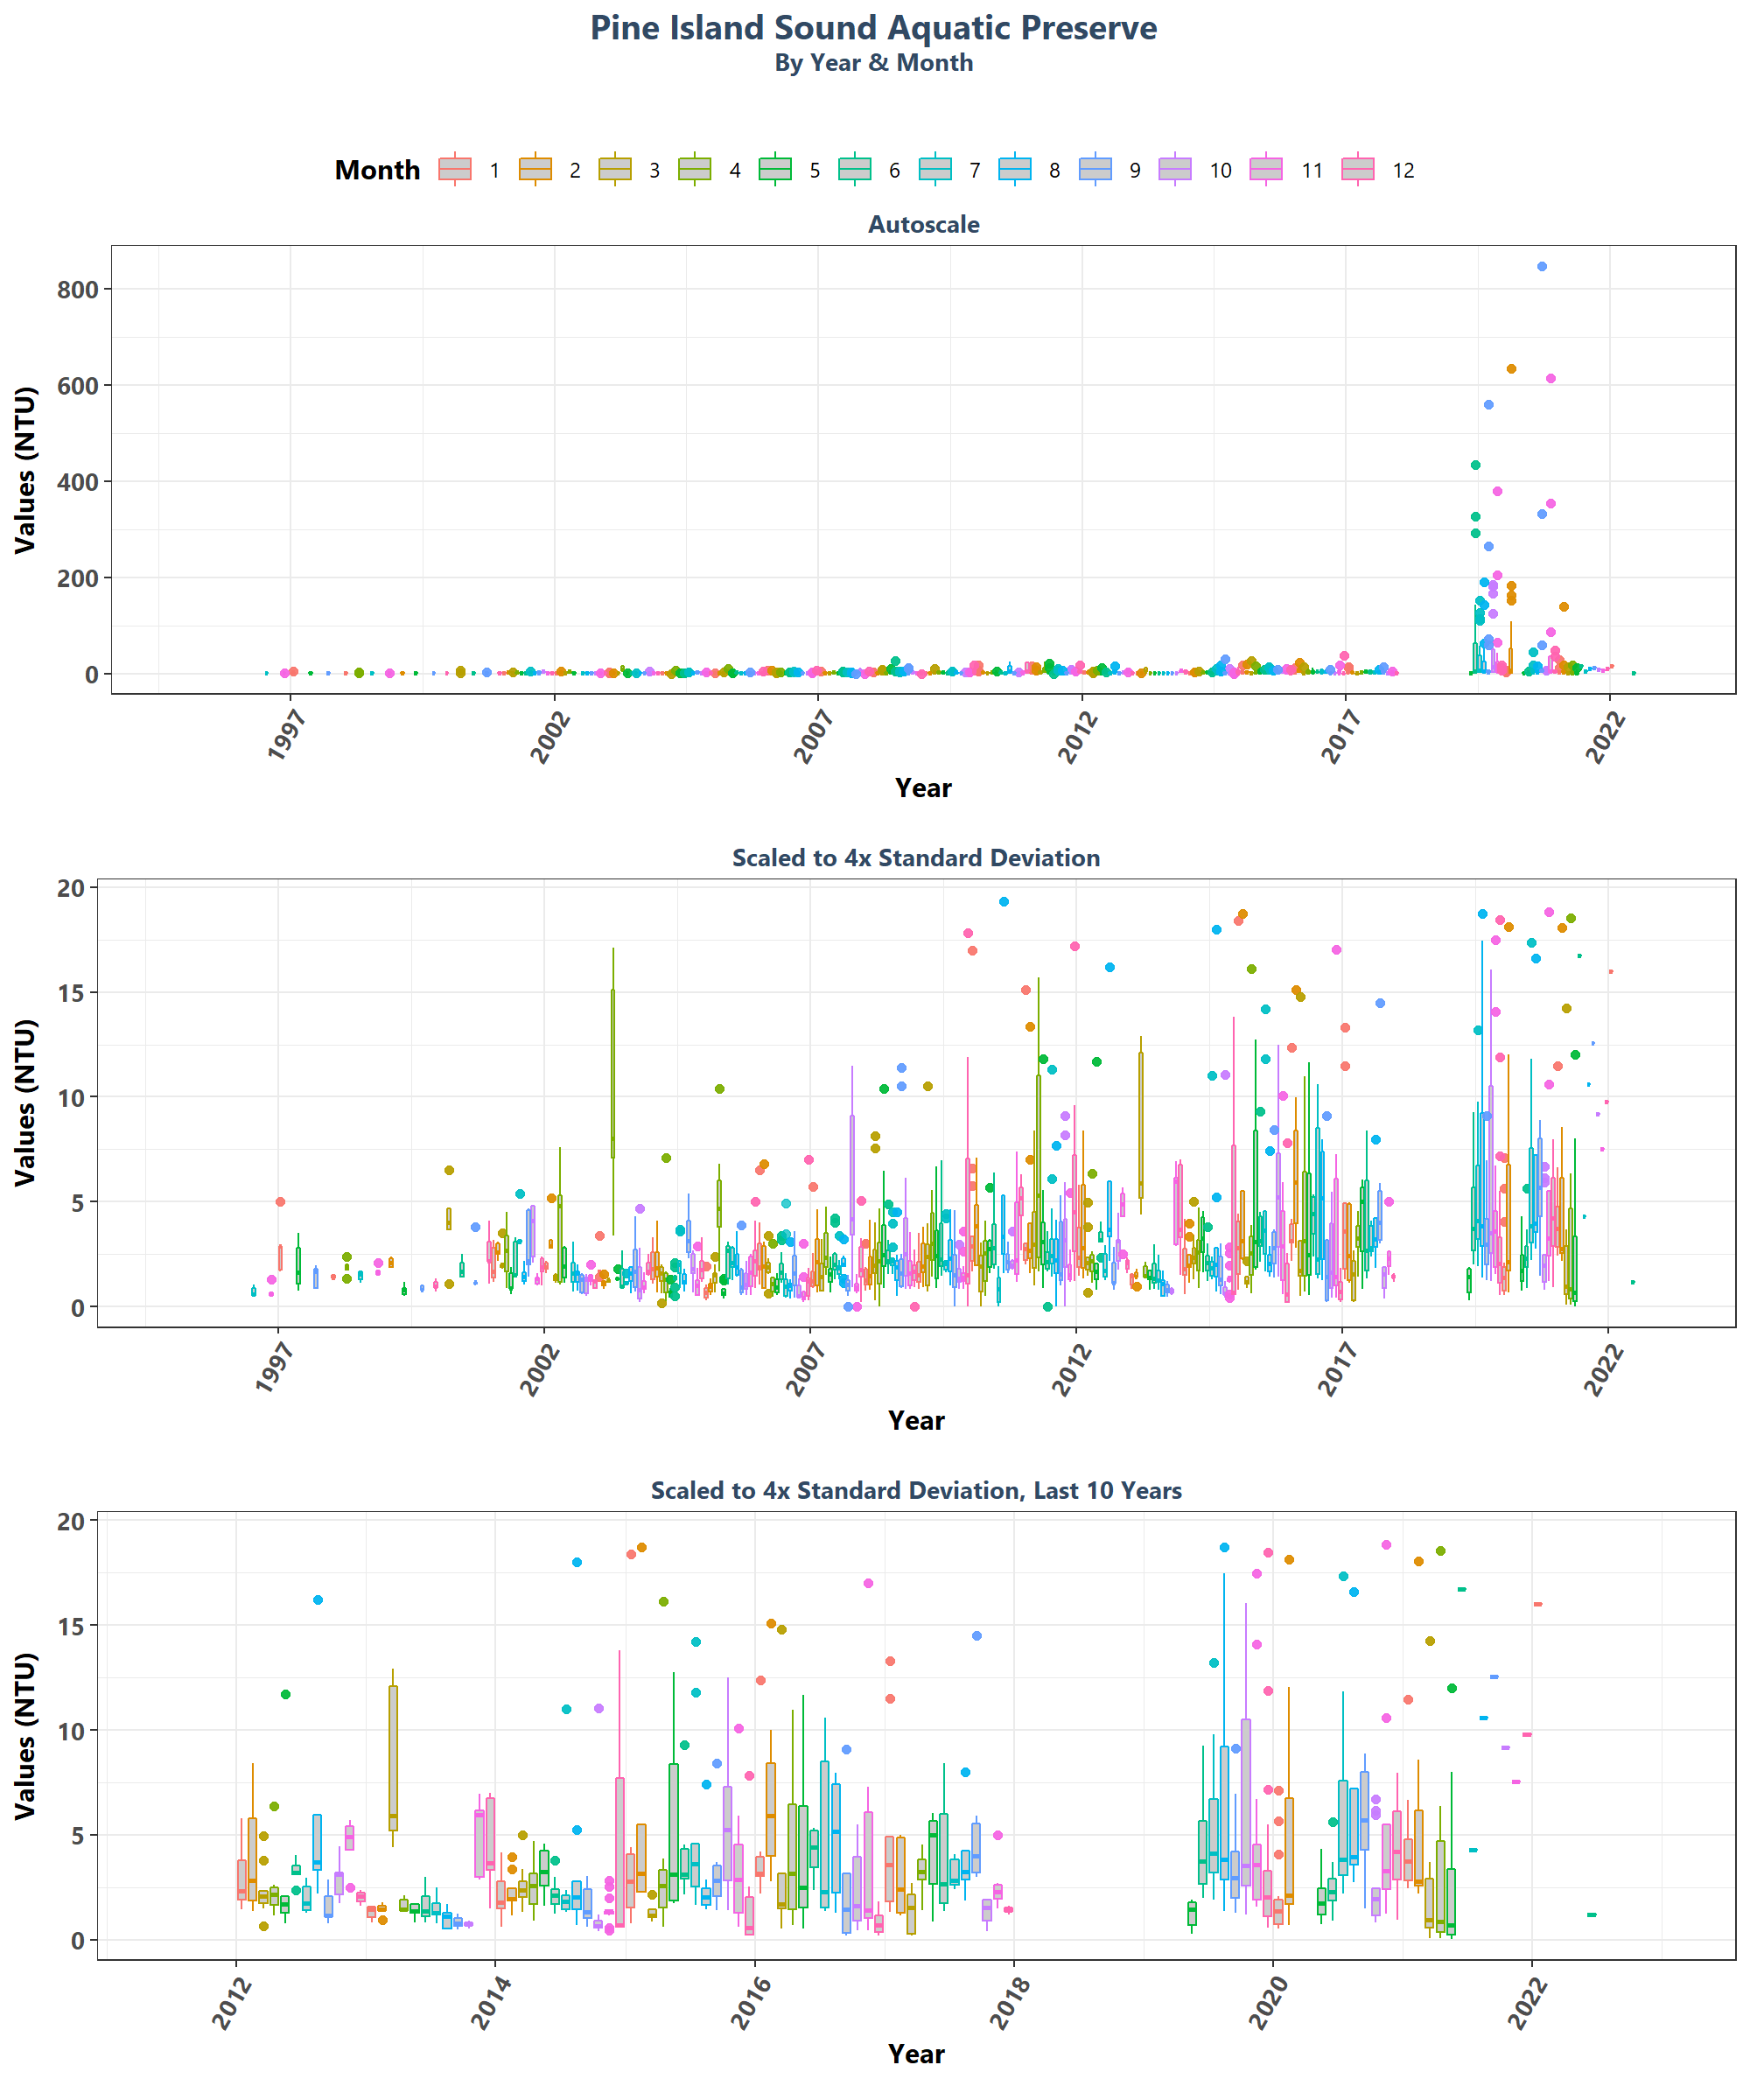 Pine Island Sound Aquatic Preserve
By Year & Month
Month 1 2 3 4 5 6 7 8 9 10 11 12
Autoscale
Values (NTU)
800
600
400
200
0
1997 2002 2007 2012 2017 2022
Year
Scaled to 4x Standard Deviation
Values (NTU)
20
15
10
5
0
1997 2002 2007 2012 2017 2022
Year
Scaled to 4x Standard Deviation, Last 10 Years
Values (NTU)
20
15
10
5
0
2012 2014 2016 2018 2020 2022
Year